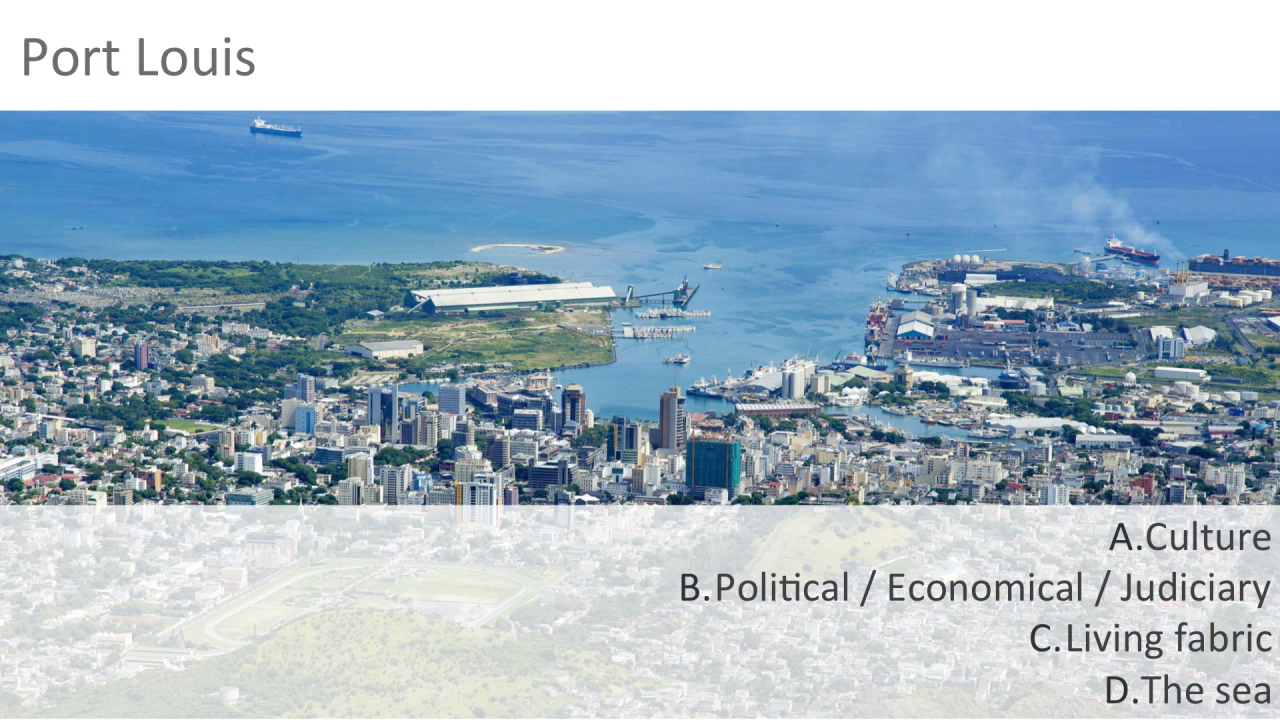 Port Louis
A.Culture
B.Political / Economical / Judiciary
C.Living fabric
D.The sea